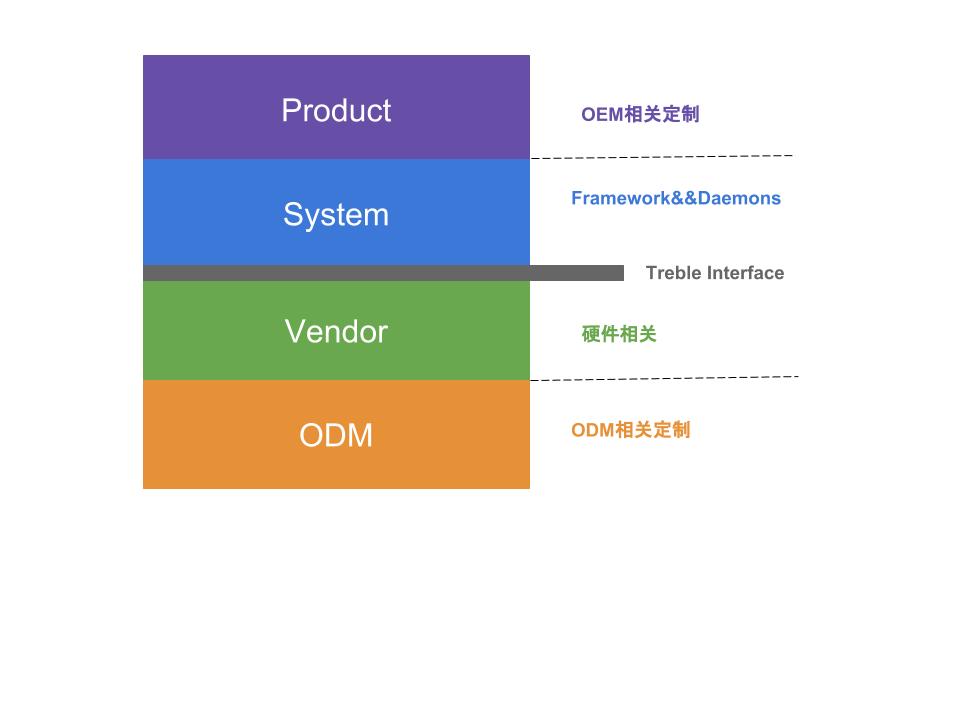 Product
OEM相关定制
System
Framework&&Daemons
Treble Interface
Vendor
硬件相关
ODM
ODM相关定制